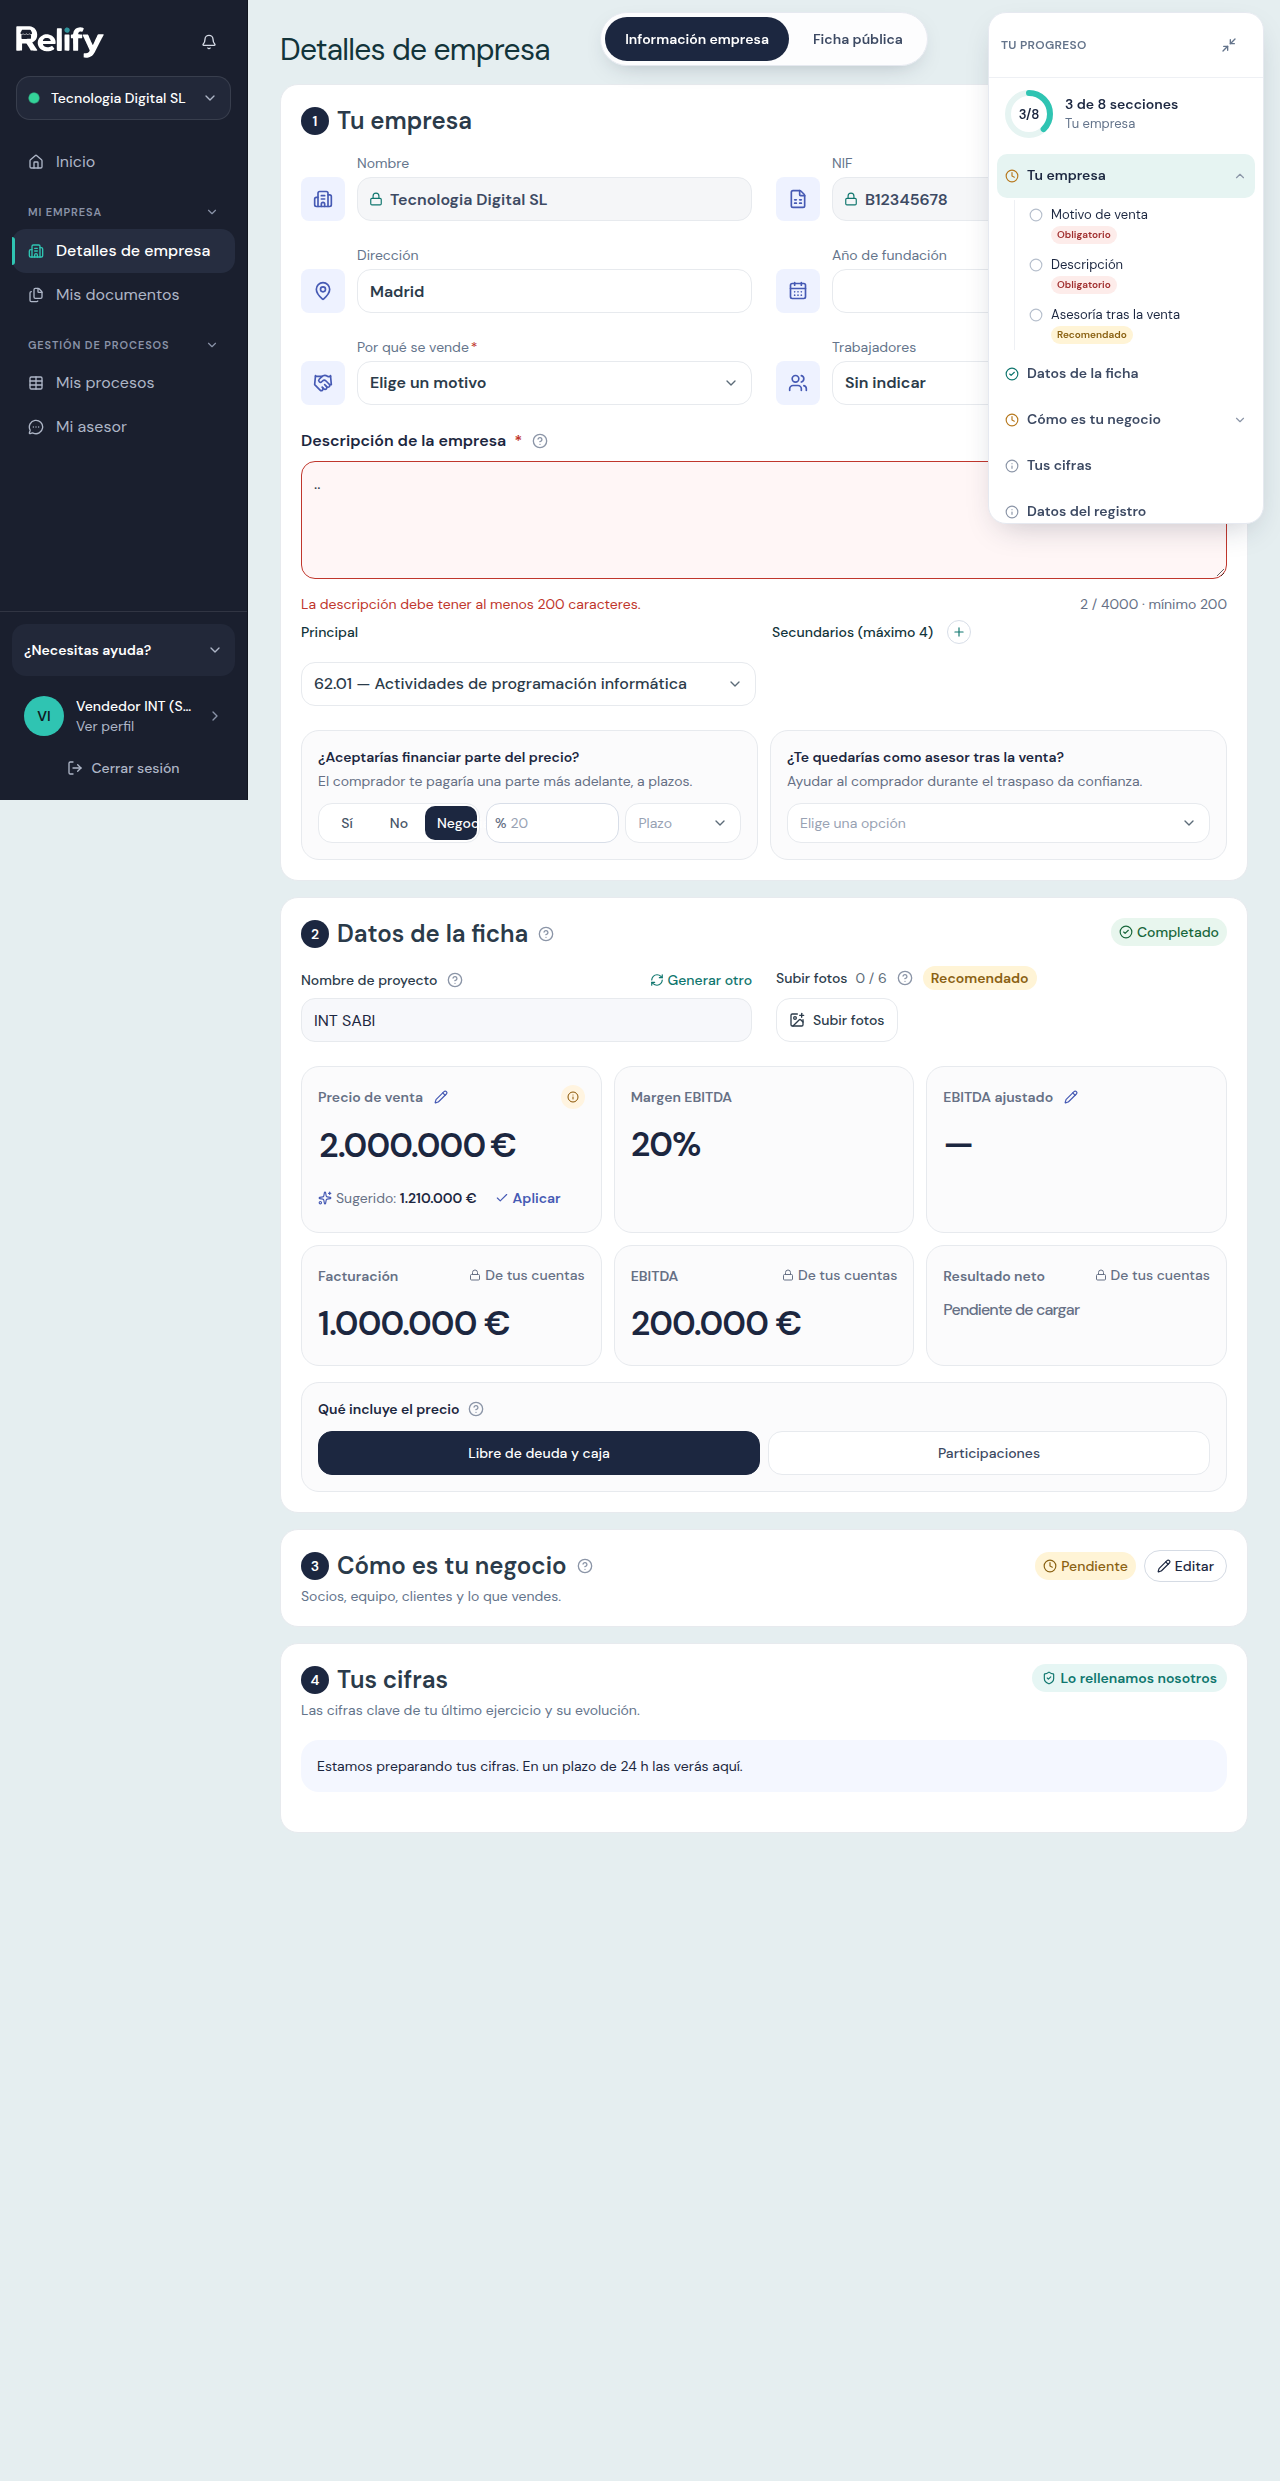 Relify
Tecnologia Digital SL
Inicio
MI EMPRESA
Detalles de empresa
Mis documentos
GESTIÓN DE PROCESOS
Mis procesos
Mi asesor
¿Necesitas ayuda?
VI
Vendedor INT (S...
Ver perfil
Cerrar sesión
Detalles de empresa
Información empresa
Ficha pública
TU PROGRESO
3/8
3 de 8 secciones
Tu empresa
Tu empresa
Motivo de venta
Obligatorio
Descripción
Obligatorio
Asesoría tras la venta
Recomendado
Datos de la ficha
Cómo es tu negocio
Tus cifras
Datos del registro
1 Tu empresa
Nombre
Tecnologia Digital SL
NIF
B12345678
Dirección
Madrid
Año de fundación
Por qué se vende *
Elige un motivo
Trabajadores
Sin indicar
Descripción de la empresa *
..
La descripción debe tener al menos 200 caracteres.
2 / 4000 · mínimo 200
Principal
Secundarios (máximo 4)
62.01 — Actividades de programación informática
¿Aceptarías financiar parte del precio?
El comprador te pagaría una parte más adelante, a plazos.
Sí
No
Negoc
% 20
Plazo
¿Te quedarías como asesor tras la venta?
Ayudar al comprador durante el traspaso da confianza.
Elige una opción
2 Datos de la ficha
Completado
Nombre de proyecto
Generar otro
INT SABI
Subir fotos 0 / 6
Recomendado
Subir fotos
Precio de venta
2.000.000 €
Sugerido: 1.210.000 €
Aplicar
Margen EBITDA
20%
EBITDA ajustado
—
Facturación
De tus cuentas
1.000.000 €
EBITDA
De tus cuentas
200.000 €
Resultado neto
De tus cuentas
Pendiente de cargar
Qué incluye el precio
Libre de deuda y caja
Participaciones
3 Cómo es tu negocio
Pendiente
Editar
Socios, equipo, clientes y lo que vendes.
4 Tus cifras
Lo rellenamos nosotros
Las cifras clave de tu último ejercicio y su evolución.
Estamos preparando tus cifras. En un plazo de 24 h las verás aquí.